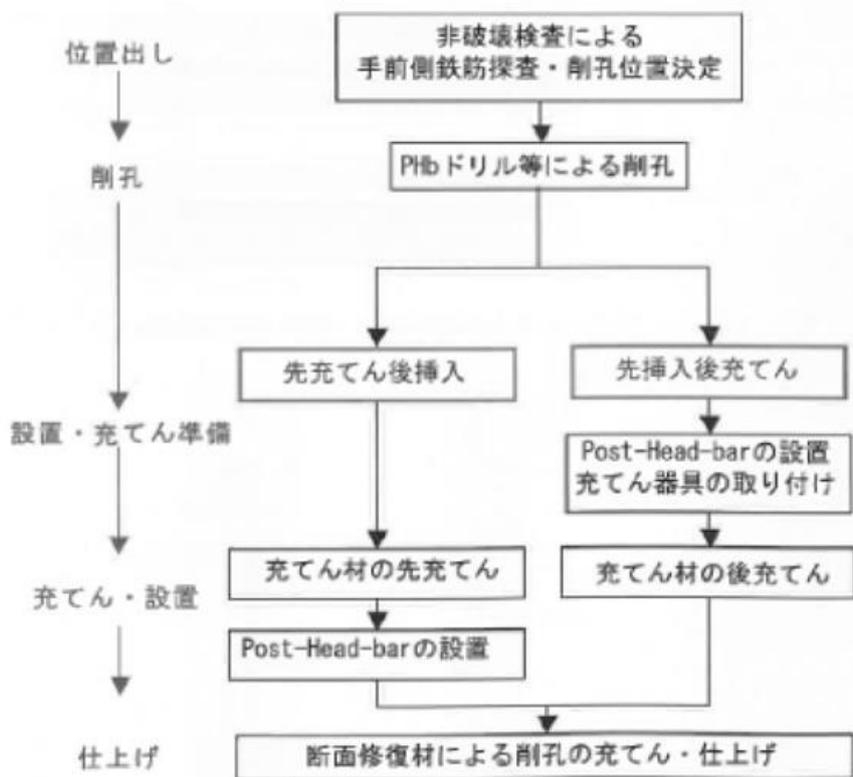 位置出し
非破壊検査による
手前側鉄筋探査・削孔位置決定
削孔
PHbドリル等による削孔
先充てん後挿入
先挿入後充てん
設置・充てん準備
Post-Head-barの設置
充てん器具の取り付け
充てん・設置
充てん材の先充てん
充てん材の後充てん
Post-Head-barの設置
仕上げ
断面修復材による削孔の充てん・仕上げ